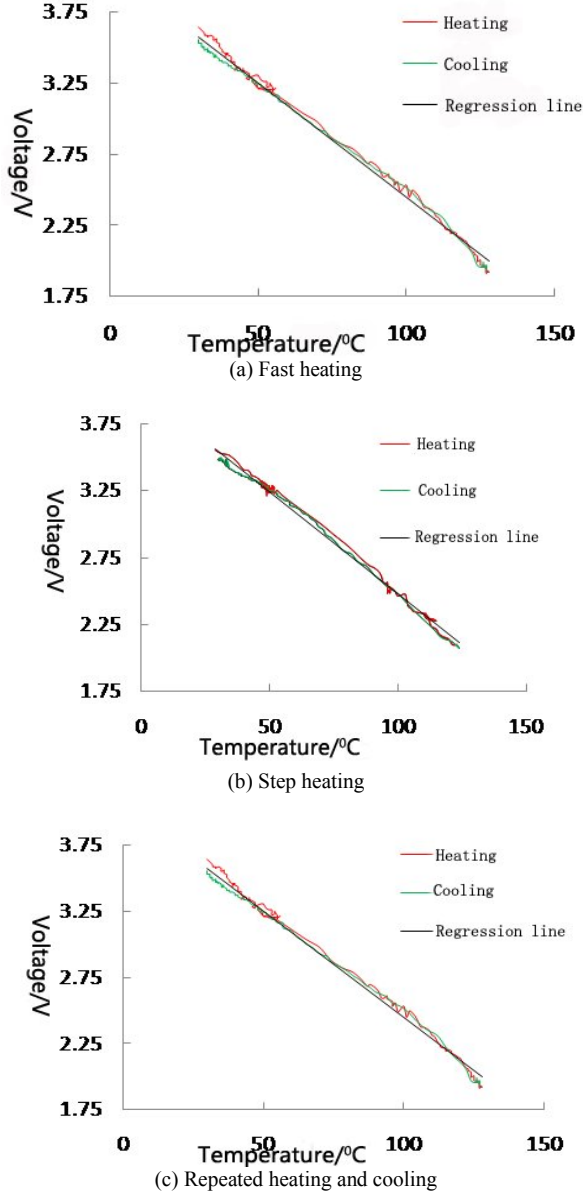 3.75
Heating
3.25
Cooling
Regression line
Voltage/V
2.75
2.25
1.75
0 50 100 150
Temperature/⁰C
(a) Fast heating
3.75
Heating
3.25
Cooling
Regression line
Voltage/V
2.75
2.25
1.75
0 50 100 150
Temperature/⁰C
(b) Step heating
3.75
Heating
Cooling
3.25
Regression line
Voltage/V
2.75
2.25
1.75
0 50 100 150
Temperature/⁰C
(c) Repeated heating and cooling